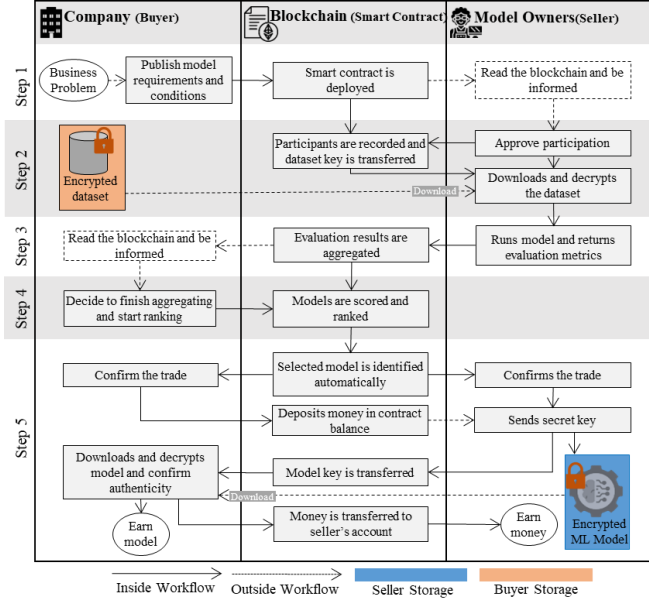 Company (Buyer)
Blockchain (Smart Contract)
Model Owners(Seller)
Step 1
Business
Problem
Publish model
requirements and
conditions
Smart contract is
deployed
Read the blockchain and be
informed
Step 2
Encrypted
dataset
Participants are recorded and
dataset key is transferred
Approve participation
Download
Downloads and decrypts
the dataset
Step 3
Read the blockchain and be
informed
Evaluation results are
aggregated
Runs model and returns
evaluation metrics
Step 4
Decide to finish aggregating
and start ranking
Models are scored and
ranked
Step 5
Confirm the trade
Selected model is identified
automatically
Confirms the trade
Deposits money in contract
balance
Sends secret key
Downloads and decrypts
model and confirm
authenticity
Model key is transferred
Download
Encrypted
ML Model
Earn
model
Money is transferred to
seller's account
Earn
money
Inside Workflow
Outside Workflow
Seller Storage
Buyer Storage